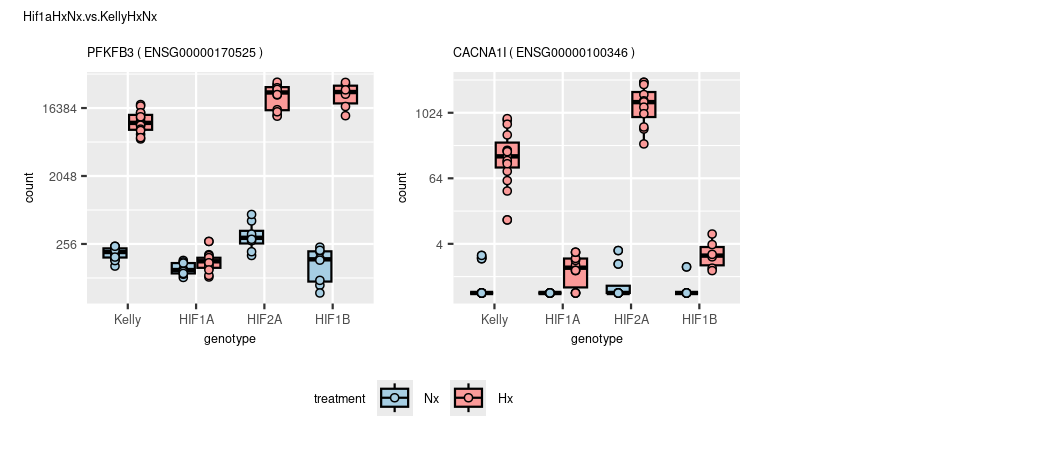 Hif1aHxNx.vs.KellyHxNx
PFKFB3 ( ENSG00000170525 )
CACNA1I ( ENSG00000100346 )
count
16384
2048
256
Kelly HIF1A HIF2A HIF1B
genotype
count
1024
64
4
Kelly HIF1A HIF2A HIF1B
genotype
treatment Nx Hx